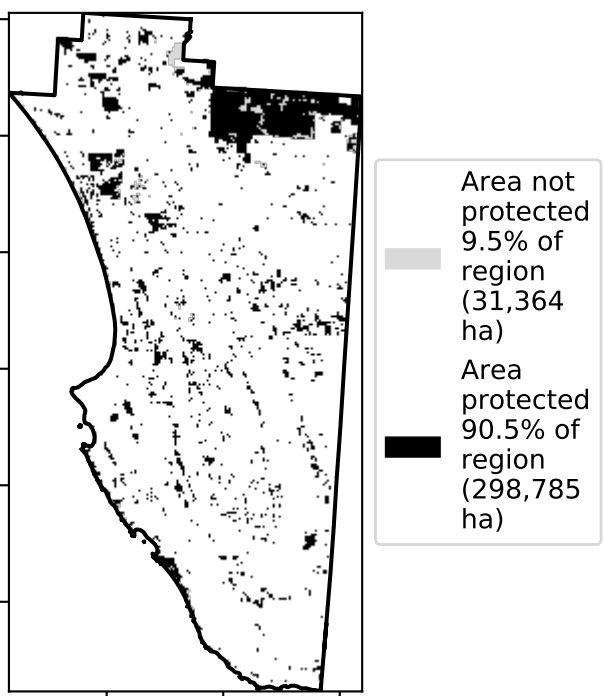 Area not
protected
9.5% of
region
(31,364
ha)
Area
protected
90.5% of
region
(298,785
ha)